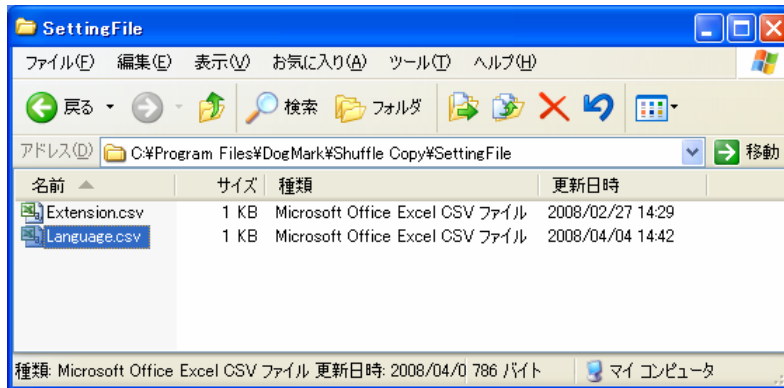 SettingFile
ファイル(F) 編集(E) 表示(V) お気に入り(A) ツール(T) ヘルプ(H)
戻る 検索 フォルダ
アドレス(D) C:¥Program Files¥DogMark¥Shuffle Copy¥SettingFile 移動
名前 サイズ 種類 更新日時
Extension.csv 1 KB Microsoft Office Excel CSV ファイル 2008/02/27 14:29
Language.csv 1 KB Microsoft Office Excel CSV ファイル 2008/04/04 14:42
種類: Microsoft Office Excel CSV ファイル 更新日時: 2008/04/0 786 バイト マイ コンピュータ